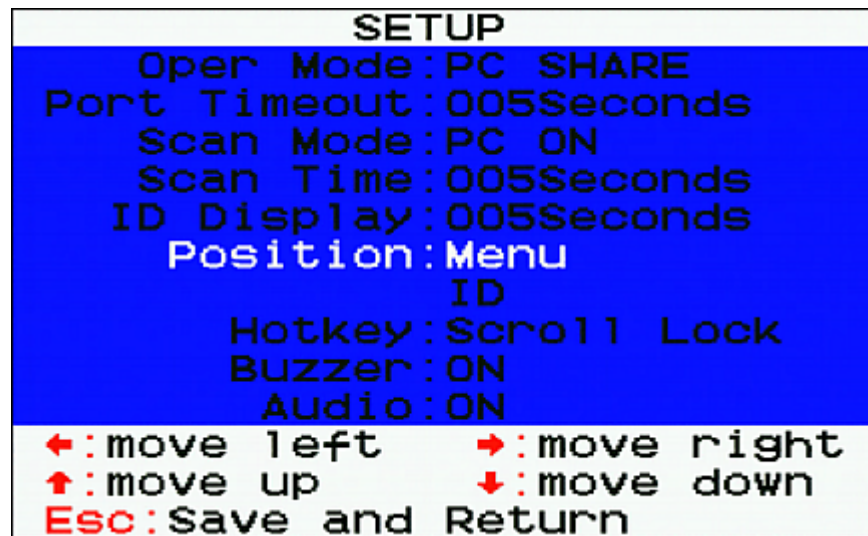 SETUP
Oper Mode:PC SHARE
Port Timeout:005Seconds
Scan Mode:PC ON
Scan Time:005Seconds
ID Display:005Seconds
Position:Menu
ID
Hotkey:Scroll Lock
Buzzer:ON
Audio:ON
←:move left →:move right
↑:move up ↓:move down
Esc:Save and Return